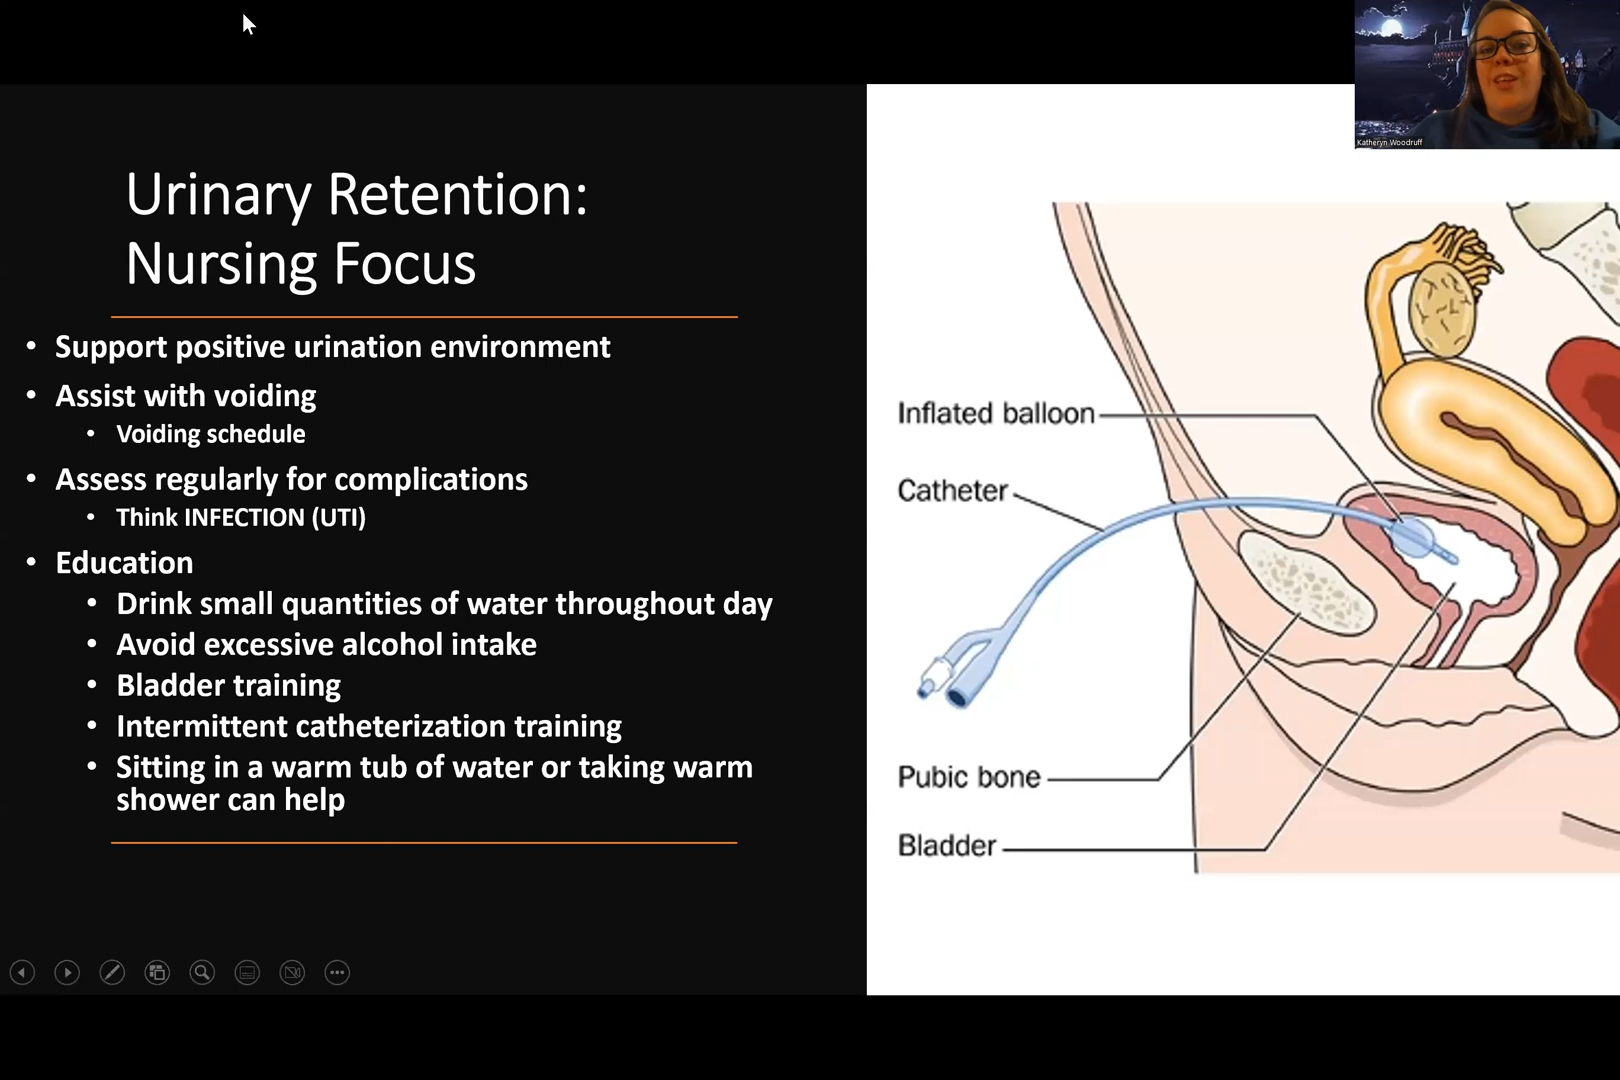 Katheryn Woodruff
Urinary Retention:
Nursing Focus
• Support positive urination environment
• Assist with voiding
• Voiding schedule
• Assess regularly for complications
• Think INFECTION (UTI)
• Education
• Drink small quantities of water throughout day
• Avoid excessive alcohol intake
• Bladder training
• Intermittent catheterization training
• Sitting in a warm tub of water or taking warm
shower can help
Inflated balloon
Catheter
Pubic bone
Bladder